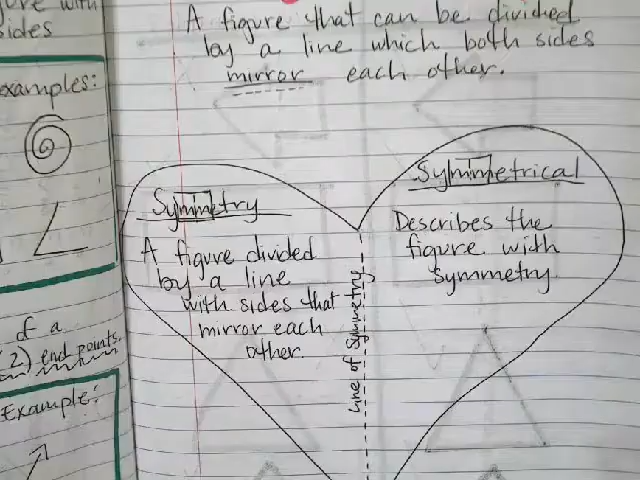 ure with
sides
examples:
of a
(2) end points.
Example:
A figure that can be divided
by a line which both sides
mirror each other.
Symmetry
A figure divided
by a line
with sides that
mirror each
other.
line of Symmetry
Symmetrical
Describes the
figure with
symmetry.